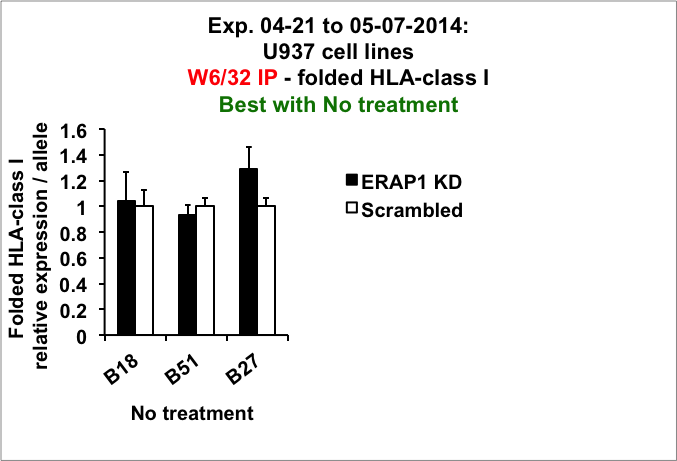 Exp. 04-21 to 05-07-2014:
U937 cell lines
W6/32 IP - folded HLA-class I
Best with No treatment
Folded HLA-class I
relative expression / allele
1.6
1.4
1.2
1
0.8
0.6
0.4
0.2
0
ERAP1 KD
Scrambled
B18
B51
B27
No treatment